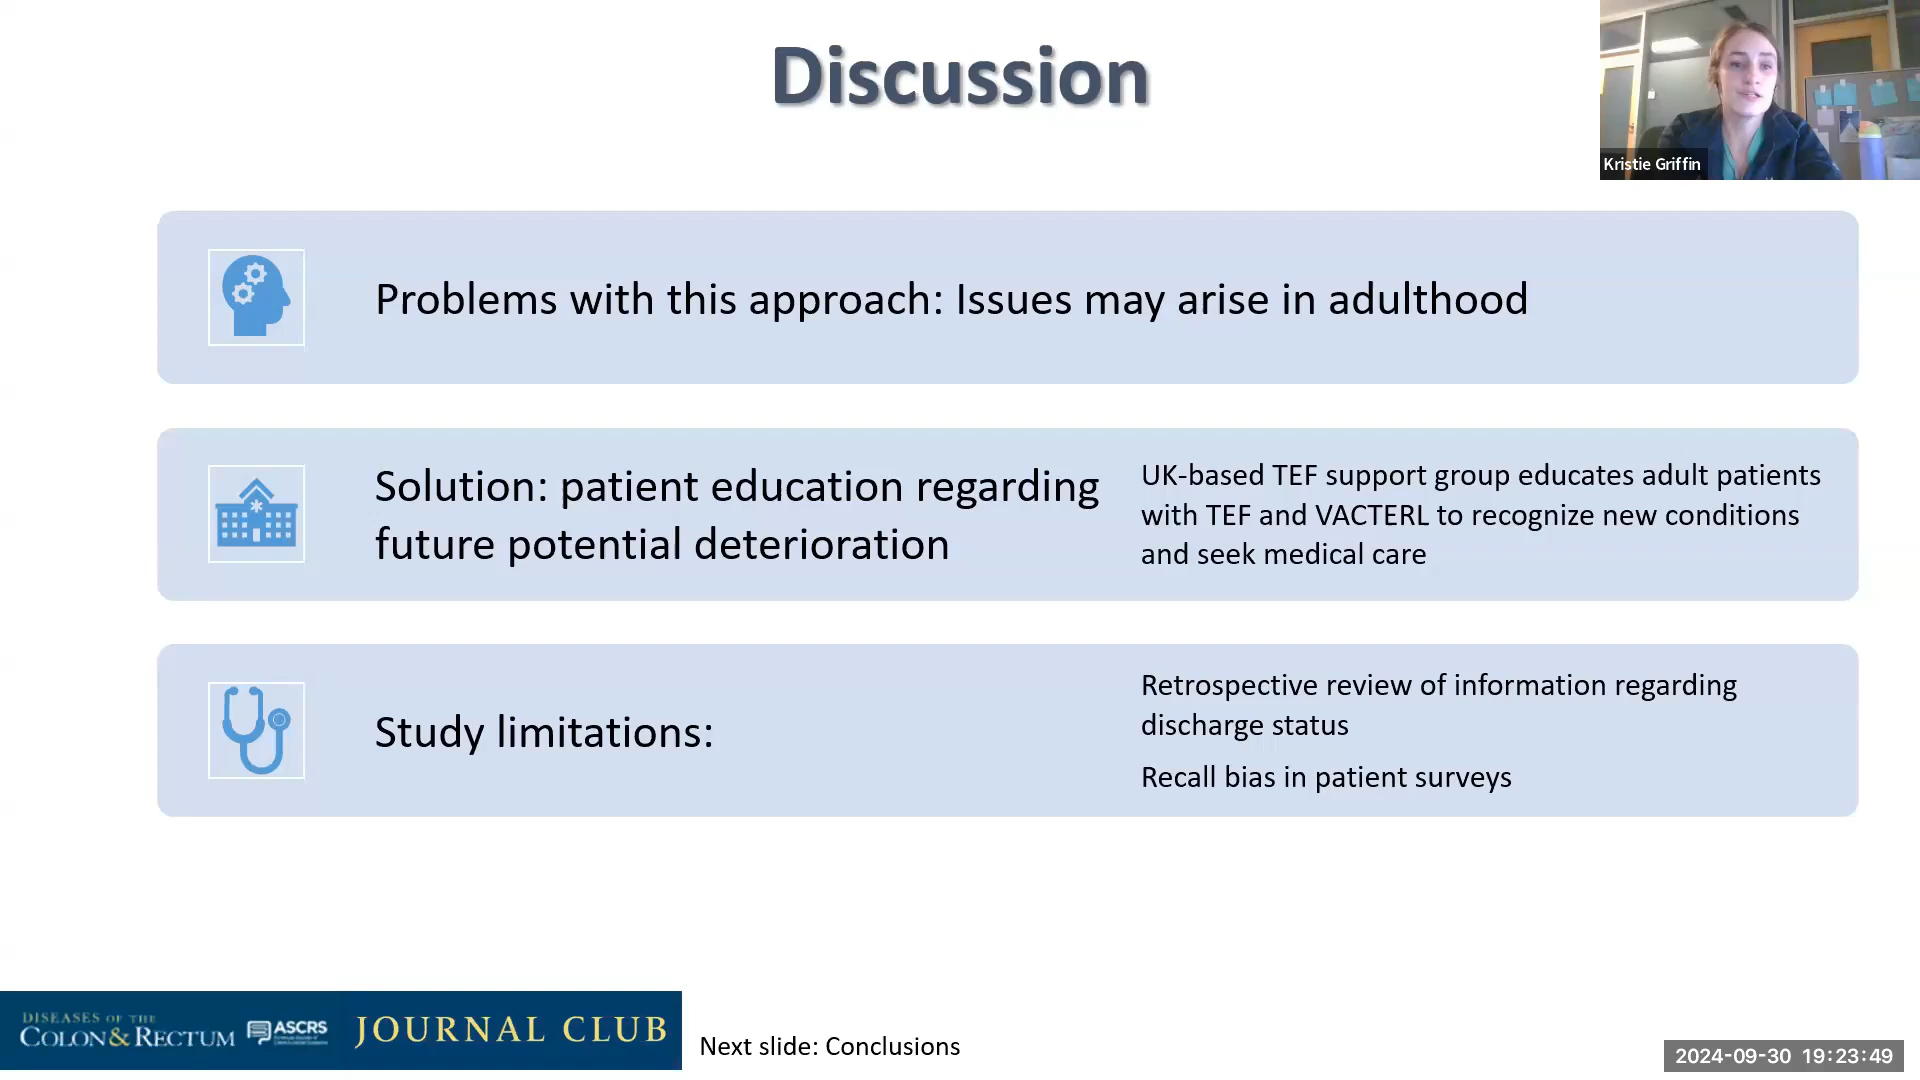 Discussion
Kristie Griffin
Problems with this approach: Issues may arise in adulthood
Solution: patient education regarding
future potential deterioration
UK-based TEF support group educates adult patients
with TEF and VACTERL to recognize new conditions
and seek medical care
Study limitations:
Retrospective review of information regarding
discharge status
Recall bias in patient surveys
DISEASES OF THE
COLON&RECTUM
ASCRS
JOURNAL CLUB
Next slide: Conclusions
2024-09-30 19:23:49